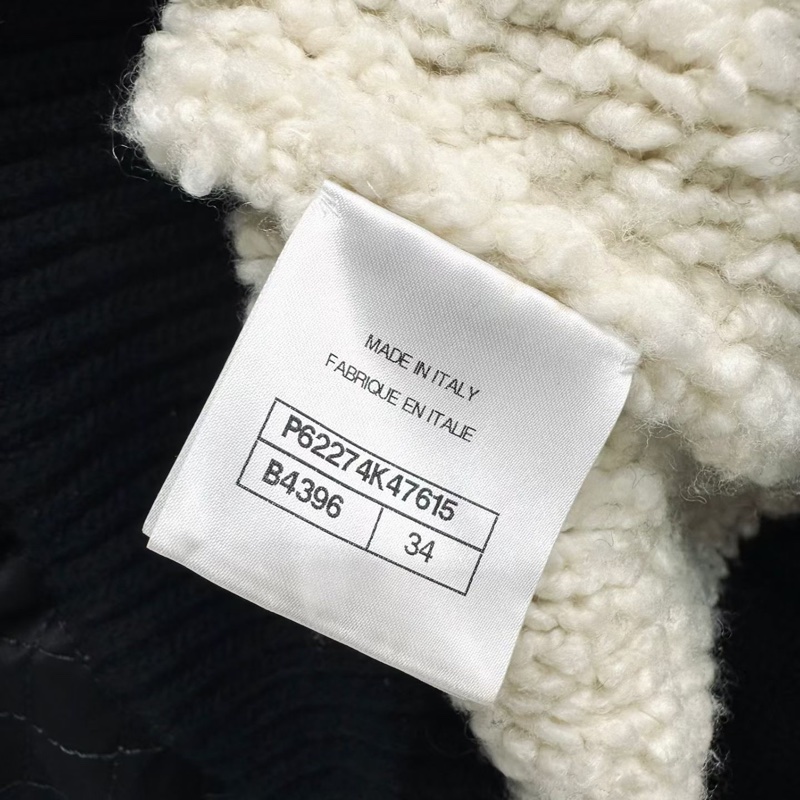 MADE IN ITALY
FABRIQUE EN ITALIE
P62274K47615
B4396 34